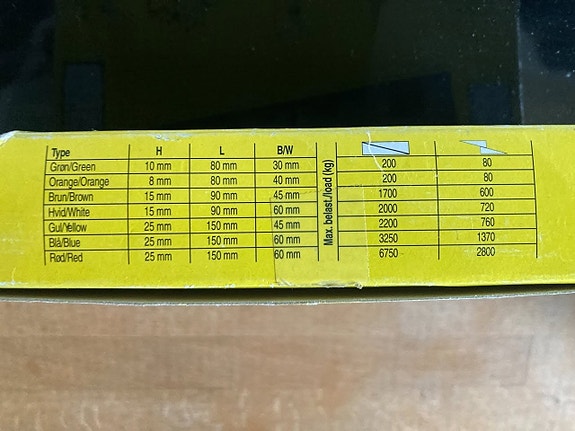 Type H L B/W Max. belast./load (kg)
Grøn/Green 10 mm 80 mm 30 mm 200 80
Orange/Orange 8 mm 80 mm 40 mm 200 80
Brun/Brown 15 mm 90 mm 45 mm 1700 600
Hvid/White 15 mm 90 mm 60 mm 2000 720
Gul/Yellow 25 mm 150 mm 45 mm 2200 760
Blå/Blue 25 mm 150 mm 60 mm 3250 1370
Rød/Red 25 mm 150 mm 60 mm 6750 2800